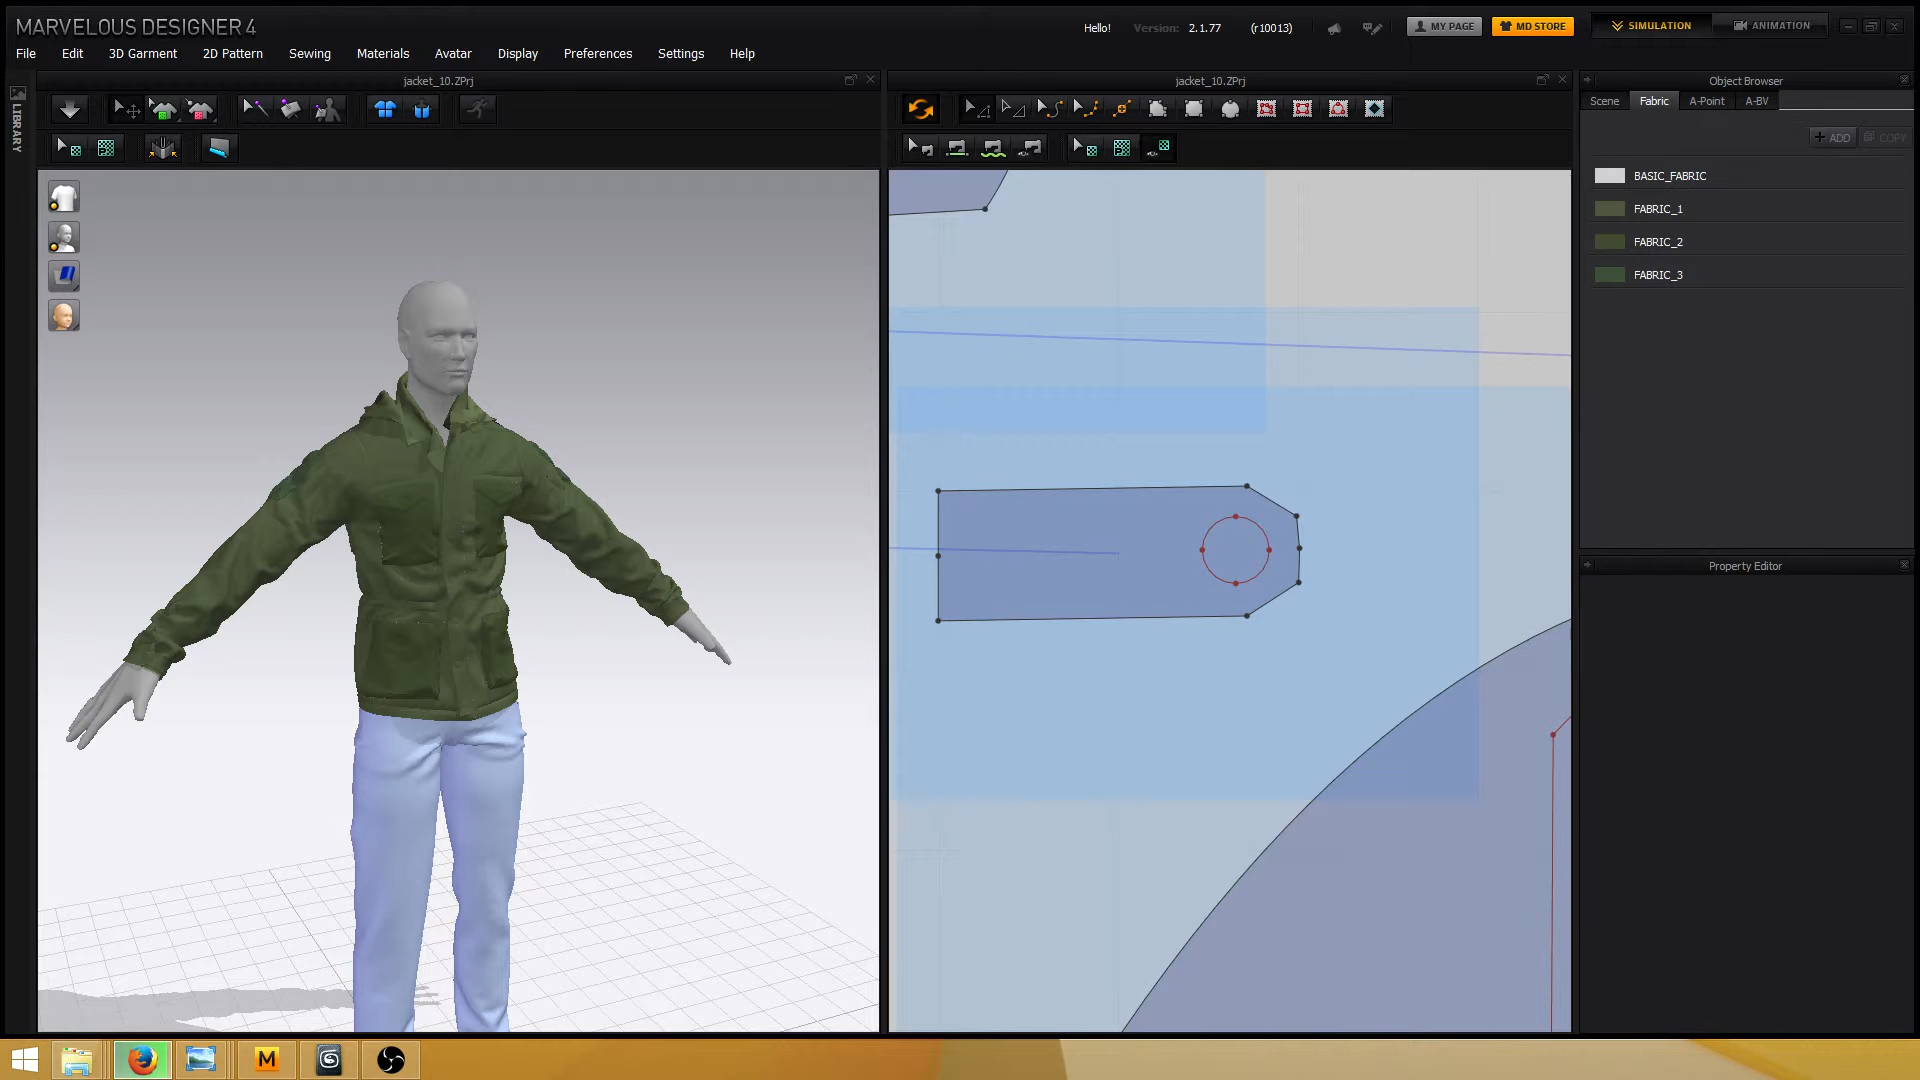 MARVELOUS DESIGNER 4
Hello! Version: 2.1.77 (r10013) MY PAGE MD STORE SIMULATION ANIMATION
File Edit 3D Garment 2D Pattern Sewing Materials Avatar Display Preferences Settings Help
jacket_10.ZPrj
jacket_10.ZPrj
Object Browser
LIBRARY
Scene Fabric A-Point A-BV
+ ADD COPY
BASIC_FABRIC
FABRIC_1
FABRIC_2
FABRIC_3
Property Editor
M